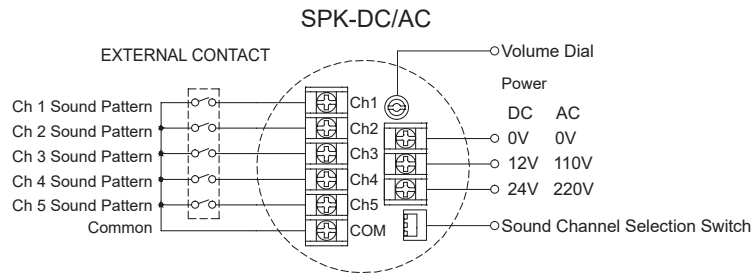 SPK-DC/AC
EXTERNAL CONTACT
Volume Dial
Power
DC AC
Ch 1 Sound Pattern
Ch 2 Sound Pattern
Ch 3 Sound Pattern
Ch 4 Sound Pattern
Ch 5 Sound Pattern
Common
Ch1
Ch2
Ch3
Ch4
Ch5
COM
0V 0V
12V 110V
24V 220V
Sound Channel Selection Switch